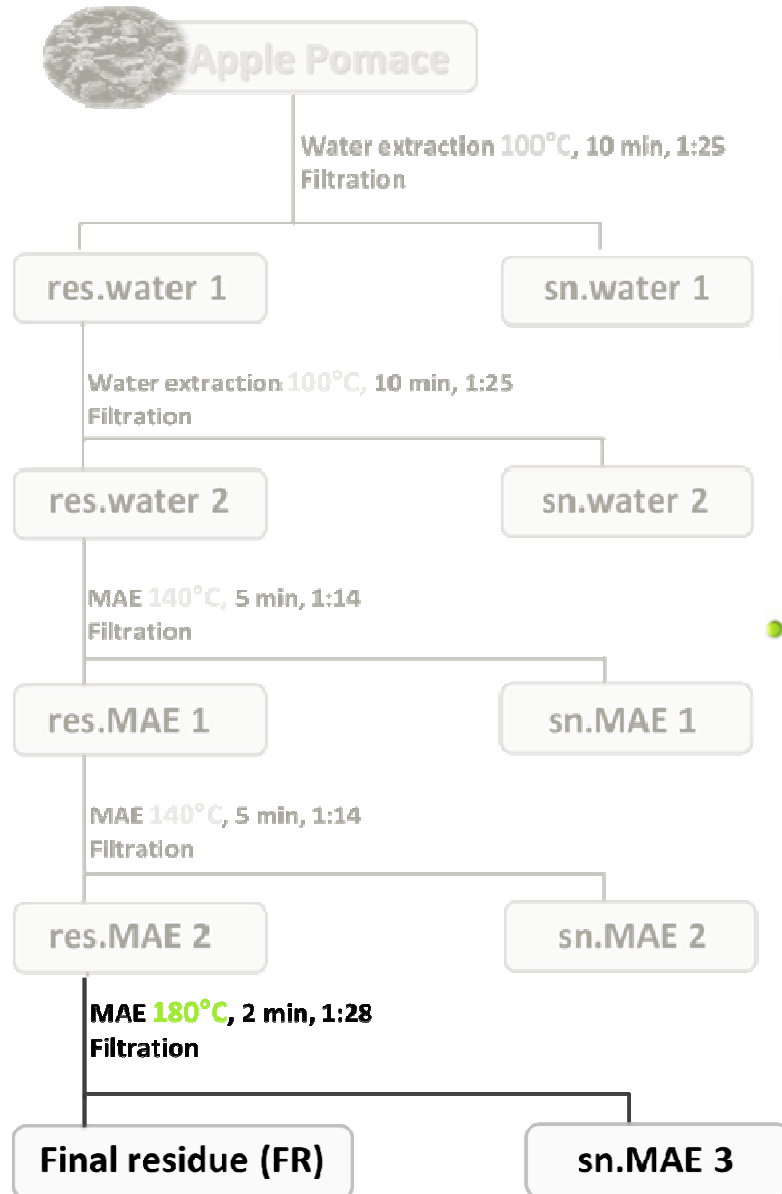 Apple Pomace
Water extraction 100°C, 10 min, 1:25
Filtration
res.water 1
sn.water 1
Water extraction 100°C, 10 min, 1:25
Filtration
res.water 2
sn.water 2
MAE 140°C, 5 min, 1:14
Filtration
res.MAE 1
sn.MAE 1
MAE 140°C, 5 min, 1:14
Filtration
res.MAE 2
sn.MAE 2
MAE 180°C, 2 min, 1:28
Filtration
Final residue (FR)
sn.MAE 3